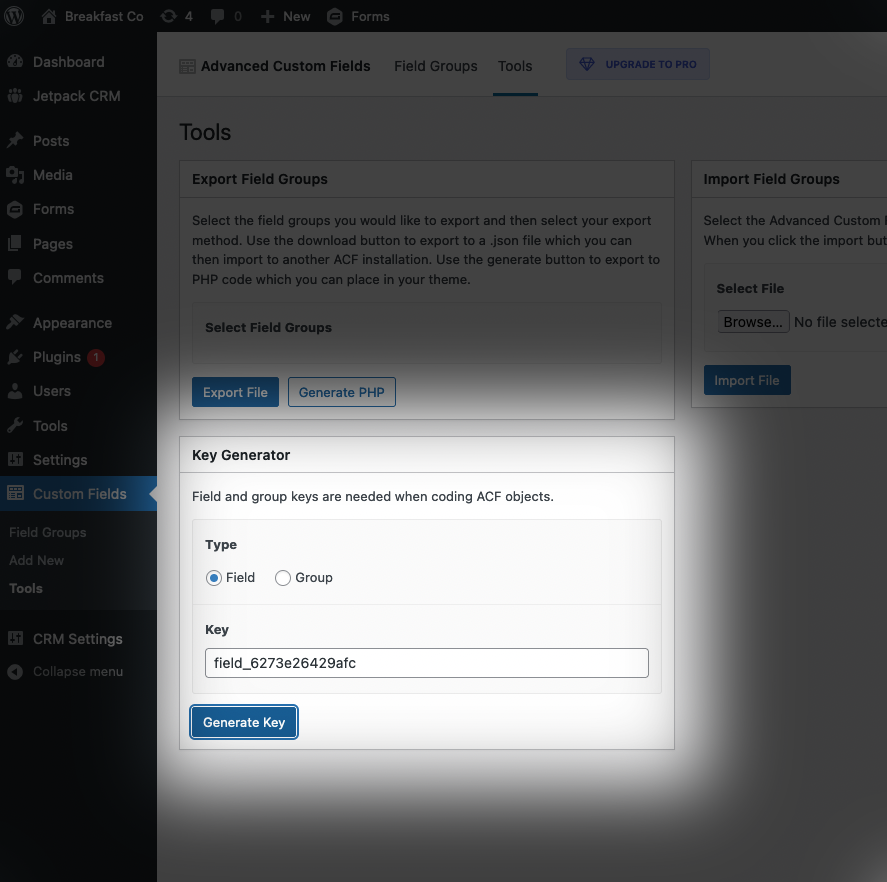 Breakfast Co
4
0
New
Forms
Dashboard
Jetpack CRM
Posts
Media
Forms
Pages
Comments
Appearance
Plugins 1
Users
Tools
Settings
Custom Fields
Field Groups
Add New
Tools
CRM Settings
Collapse menu
Advanced Custom Fields
Field Groups
Tools
UPGRADE TO PRO
Tools
Export Field Groups
Select the field groups you would like to export and then select your export
method. Use the download button to export to a .json file which you can
then import to another ACF installation. Use the generate button to export to
PHP code which you can place in your theme.
Select Field Groups
Export File
Generate PHP
Import Field Groups
Select the Advanced Custom
When you click the import but
Select File
Browse...
No file selecte
Import File
Key Generator
Field and group keys are needed when coding ACF objects.
Type
Field
Group
Key
field_6273e26429afc
Generate Key